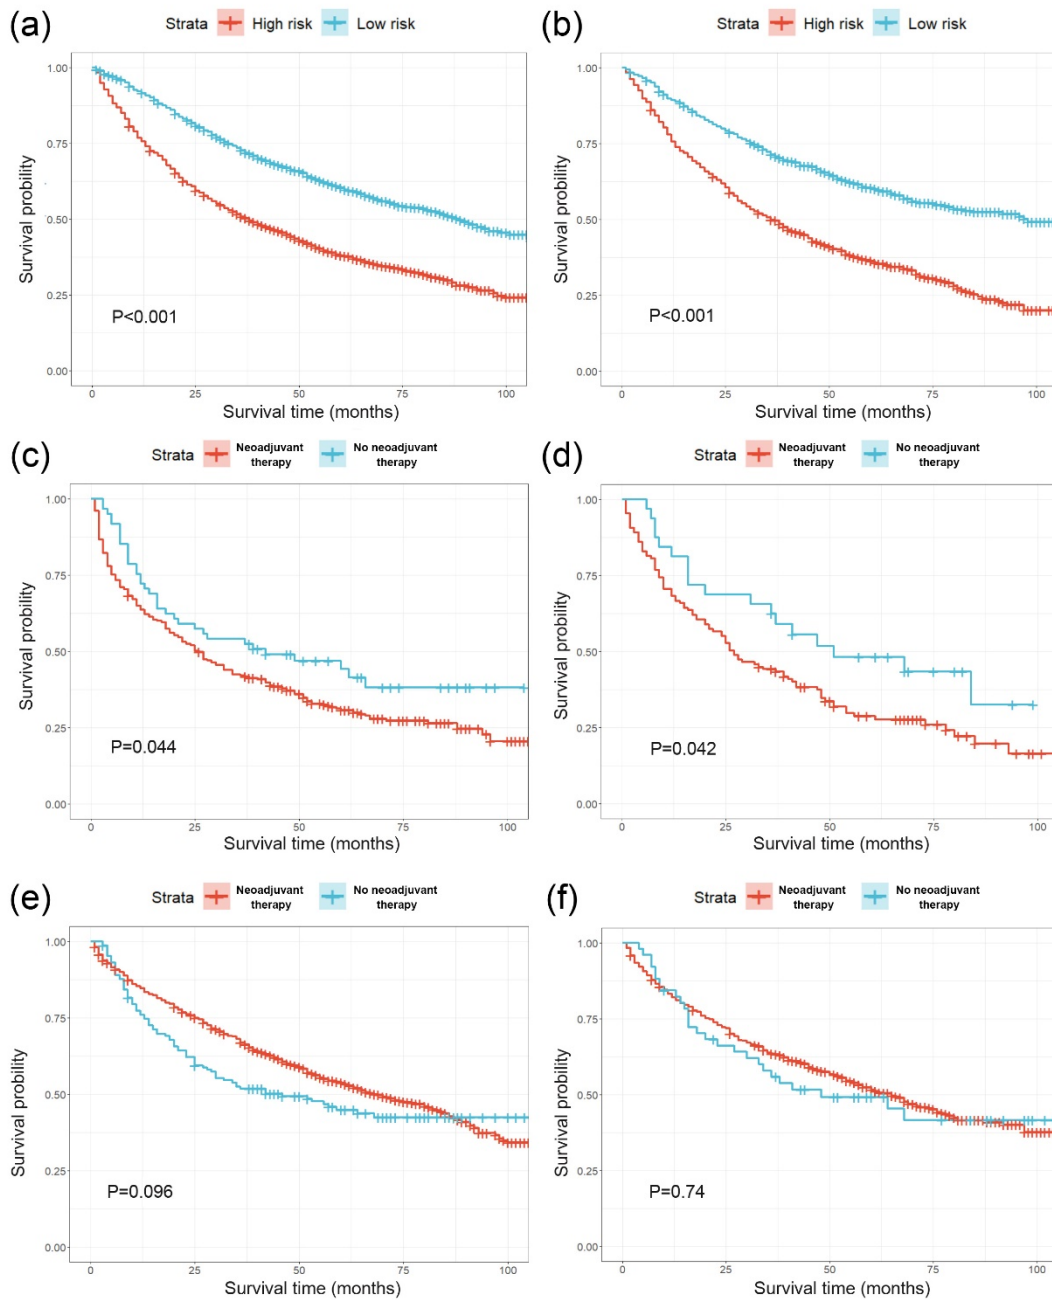 (a)
Strata High risk Low risk
1.00
0.75
0.50
0.25
0.00
Survival probility
P<0.001
0 25 50 75 100
Survival time (months)
(b)
Strata High risk Low risk
1.00
0.75
0.50
0.25
0.00
Survival probility
P<0.001
0 25 50 75 100
Survival time (months)
(c)
Strata Neoadjuvant No neoadjuvant
therapy therapy
1.00
0.75
0.50
0.25
0.00
Survival probility
P=0.044
0 25 50 75 100
Survival time (months)
(d)
Strata Neoadjuvant No neoadjuvant
therapy therapy
1.00
0.75
0.50
0.25
0.00
Survival probility
P=0.042
0 25 50 75 100
Survival time (months)
(e)
Strata Neoadjuvant No neoadjuvant
therapy therapy
1.00
0.75
0.50
0.25
0.00
Survival probility
P=0.096
0 25 50 75 100
Survival time (months)
(f)
Strata Neoadjuvant No neoadjuvant
therapy therapy
1.00
0.75
0.50
0.25
0.00
Survival probility
P=0.74
0 25 50 75 100
Survival time (months)